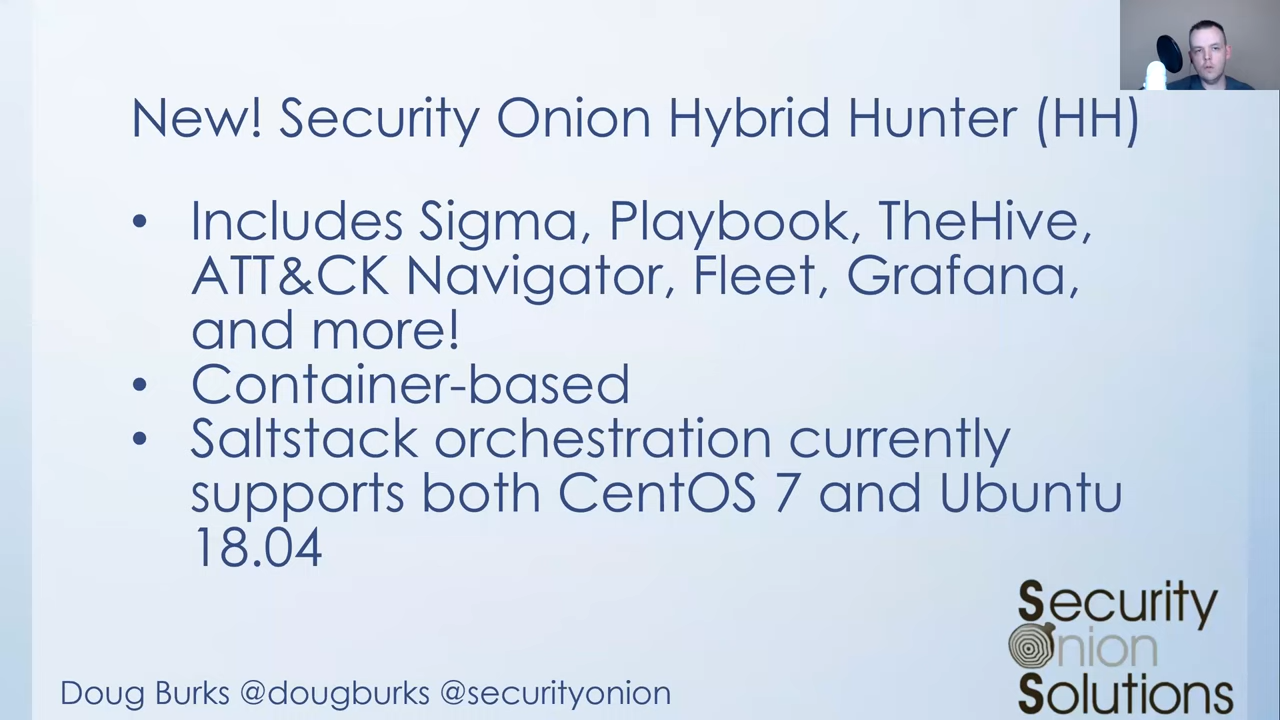 New! Security Onion Hybrid Hunter (HH)
• Includes Sigma, Playbook, TheHive,
ATT&CK Navigator, Fleet, Grafana,
and more!
• Container-based
• Saltstack orchestration currently
supports both CentOS 7 and Ubuntu
18.04
Security
Onion
Solutions
Doug Burks @dougburks @securityonion